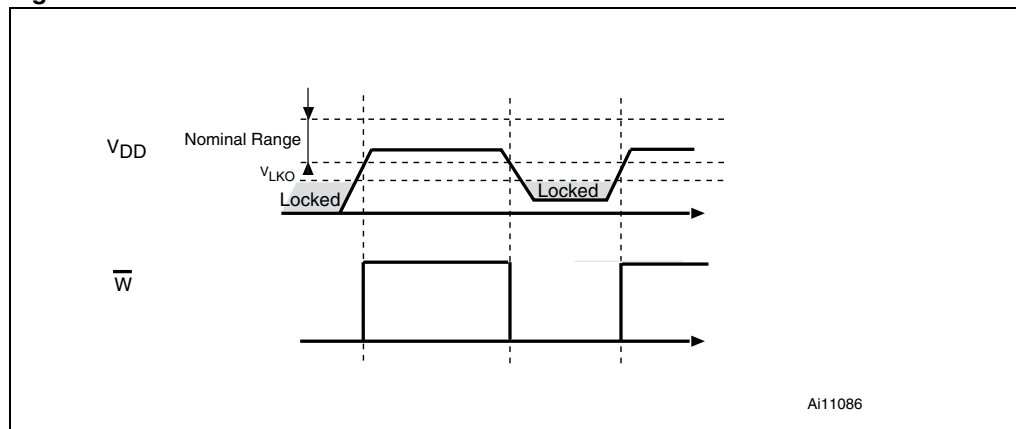 Nominal Range
VDD
VLKO
Locked
Locked
W
Ai11086